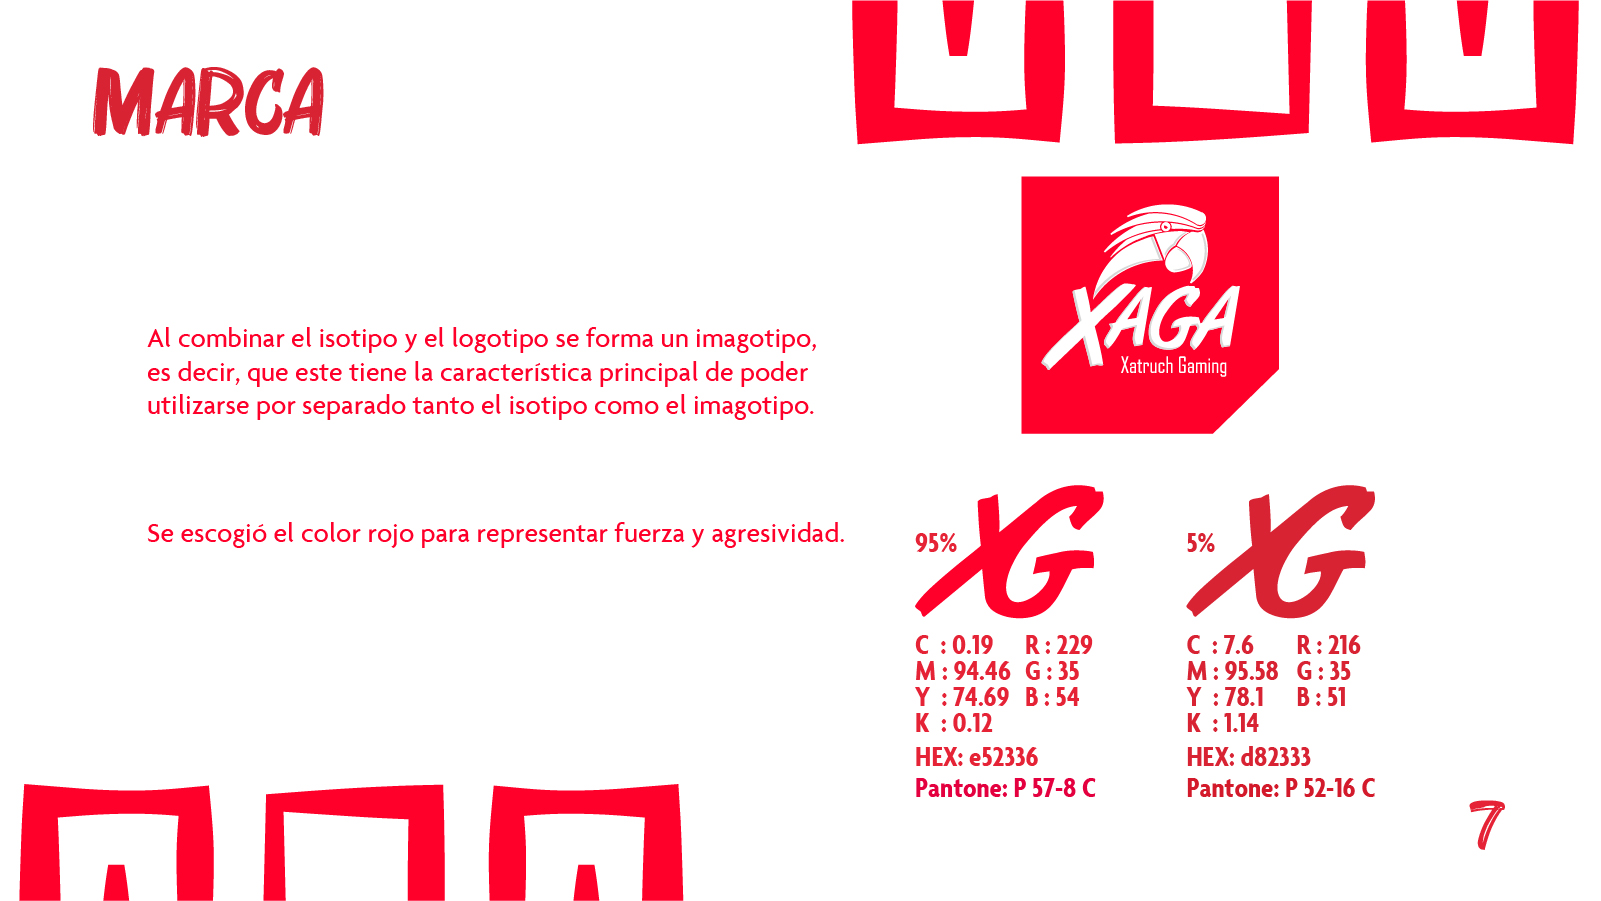 MARCA
XAGA
Xatruch Gaming
Al combinar el isotipo y el logotipo se forma un imagotipo,
es decir, que este tiene la característica principal de poder
utilizarse por separado tanto el isotipo como el imagotipo.
Se escogió el color rojo para representar fuerza y agresividad.
95%
XG
C : 0.19 R : 229
M : 94.46 G : 35
Y : 74.69 B : 54
K : 0.12
HEX: e52336
Pantone: P 57-8 C
5%
XG
C : 7.6 R : 216
M : 95.58 G : 35
Y : 78.1 B : 51
K : 1.14
HEX: d82333
Pantone: P 52-16 C
7